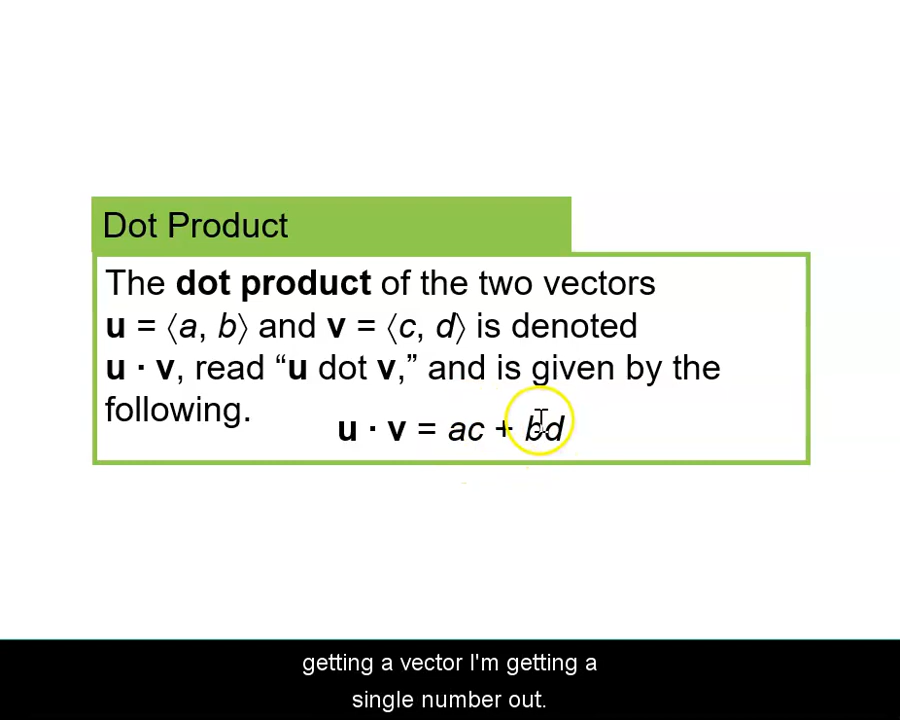 Dot Product
The dot product of the two vectors
u = ⟨a, b⟩ and v = ⟨c, d⟩ is denoted
u · v, read “u dot v,” and is given by the
following.
u · v = ac + bd
getting a vector I'm getting a
single number out.